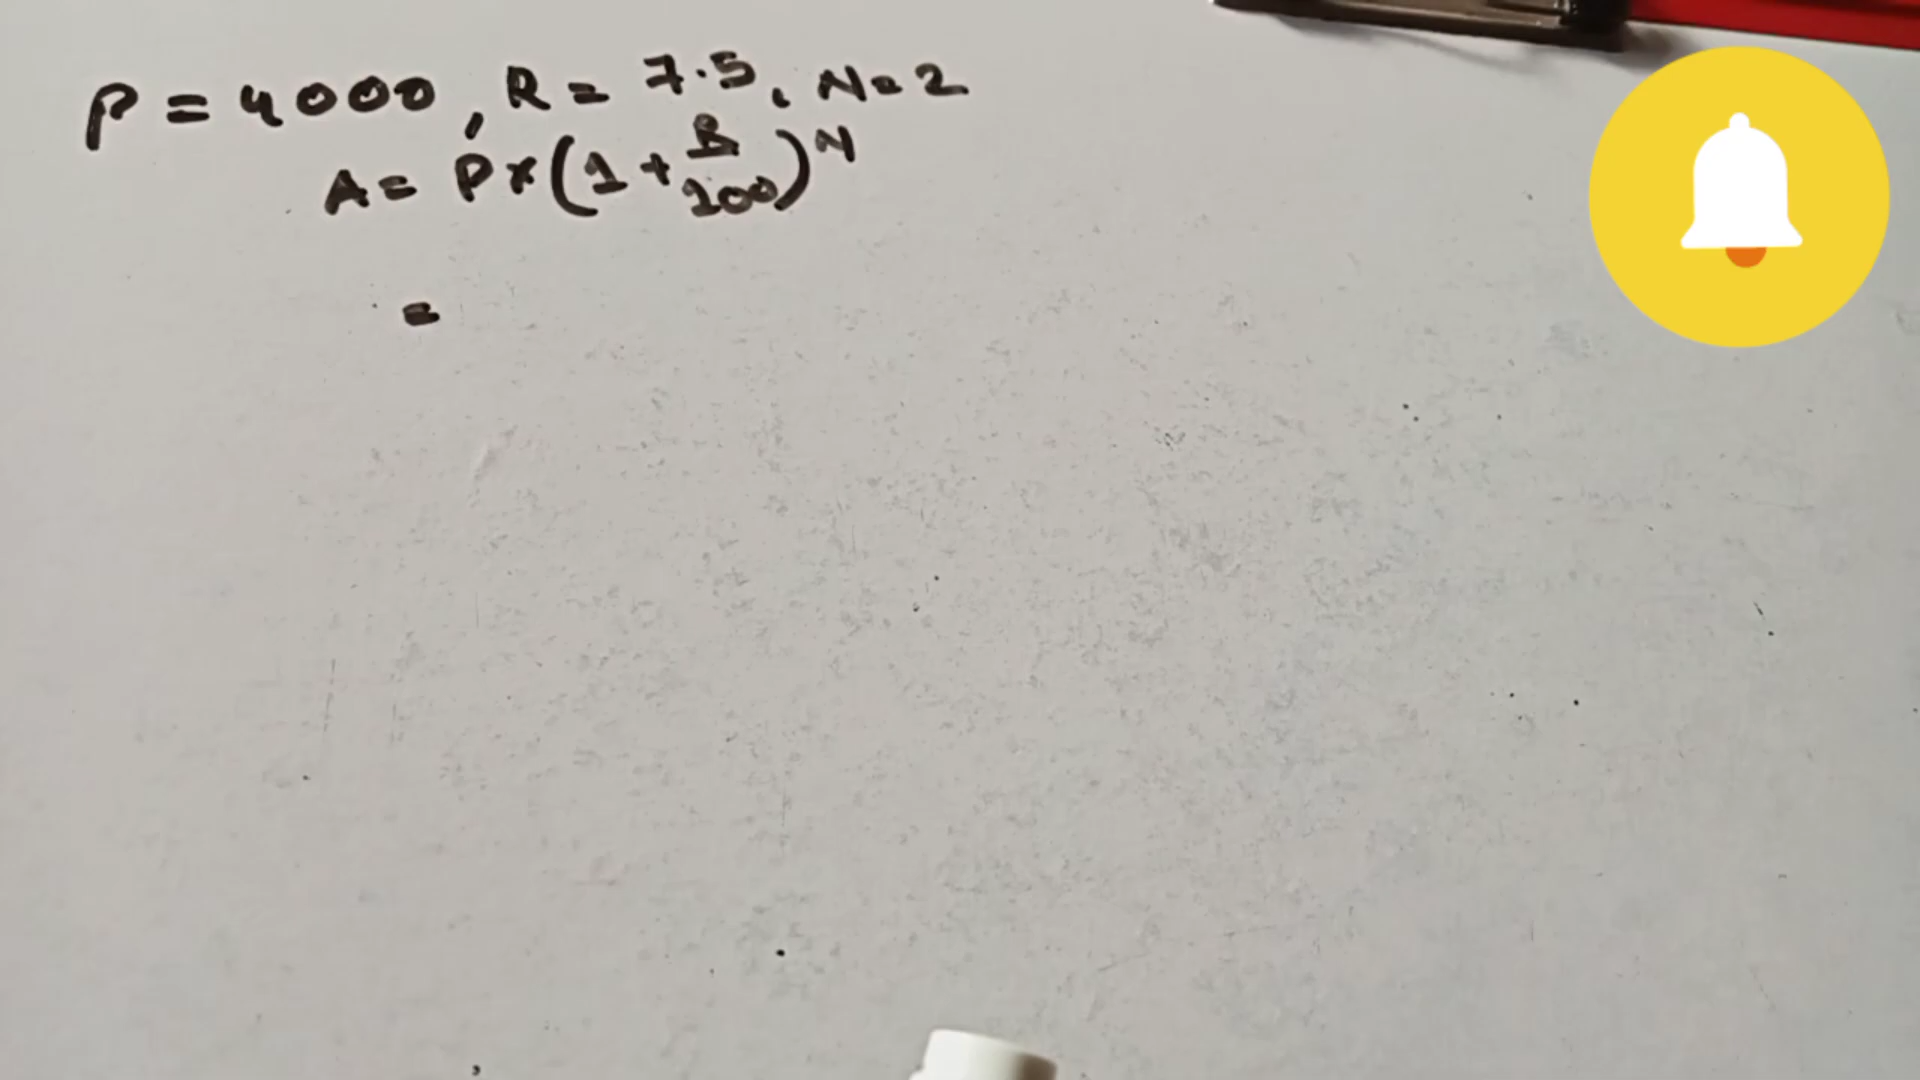 P = 4000, R = 7.5, N = 2
A = P × (1 + R/100)^N
=